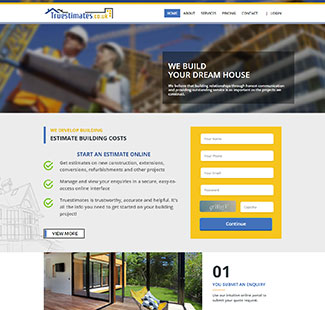 Truestimates.co.uk
HOME ABOUT SERVICES PRICING CONTACT | LOGIN
WE BUILD
YOUR DREAM HOUSE
We believe that building relationships through honest communication
and providing outstanding service is as important as the projects we
construct.
WE DEVELOP BUILDING
ESTIMATE BUILDING COSTS
START AN ESTIMATE ONLINE
Get estimates on new construction, extensions,
conversions, refurbishments and other projects
Manage and view your enquiries in a secure, easy-to-
access online interface
Truestimates is trustworthy, accurate and helpful. It's
all the info you need to get started on your building
project!
VIEW MORE
Your Name
Your Phone
Your Email
Password
Captcha
Continue
01
YOU SUBMIT AN ENQUIRY
Use our intuitive online portal to
submit your quote request